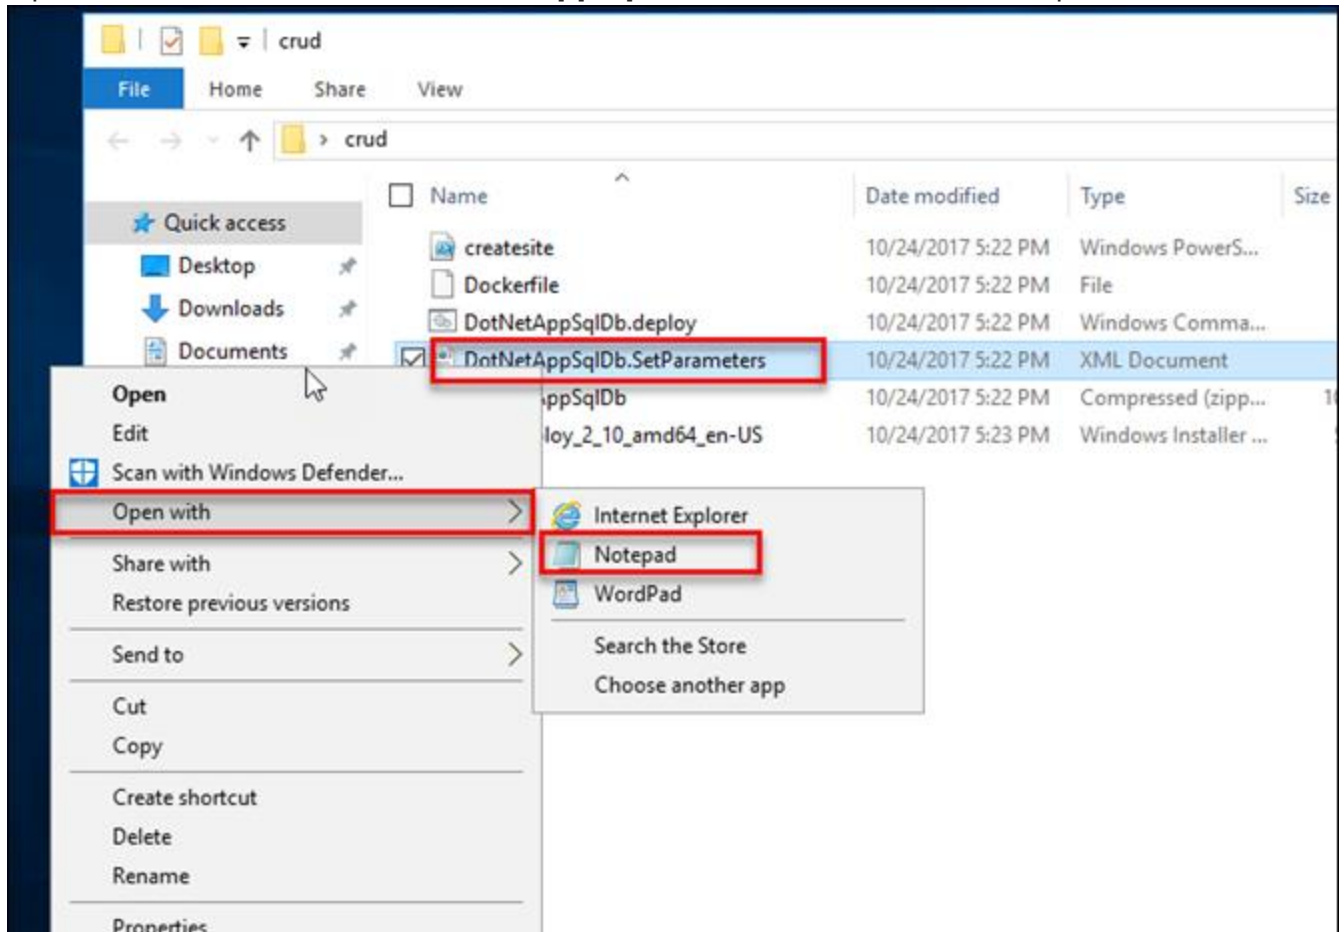 crud
File Home Share View
crud
Name Date modified Type Size
Quick access
createsite 10/24/2017 5:22 PM Windows PowerS...
Desktop
Dockerfile 10/24/2017 5:22 PM File
Downloads
DotNetAppSqlDb.deploy 10/24/2017 5:22 PM Windows Comma...
Documents
DotNetAppSqlDb.SetParameters 10/24/2017 5:22 PM XML Document
Open
AppSqlDb 10/24/2017 5:22 PM Compressed (zipp...
Edit
loy_2_10_amd64_en-US 10/24/2017 5:23 PM Windows Installer ...
Scan with Windows Defender...
Open with
Internet Explorer
Notepad
Share with
WordPad
Restore previous versions
Search the Store
Send to
Choose another app
Cut
Copy
Create shortcut
Delete
Rename
Properties